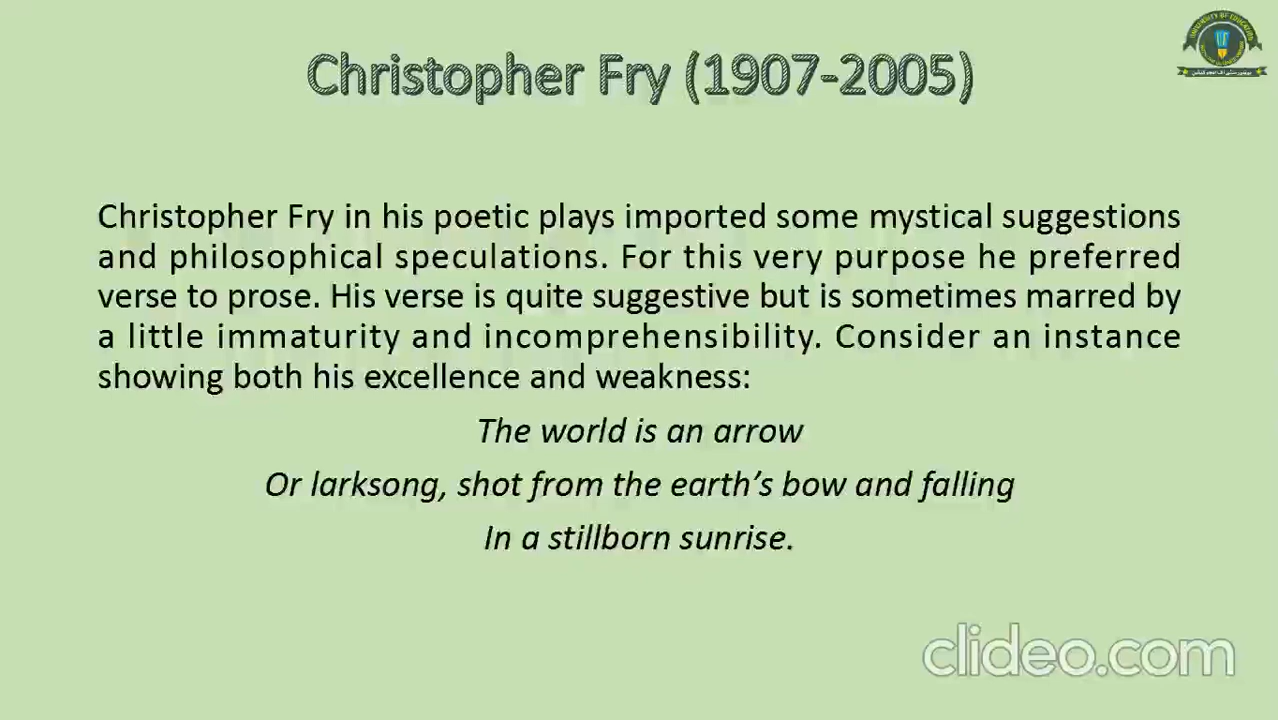 Christopher Fry (1907-2005)
UNIVERSITY OF EDUCATION
Christopher Fry in his poetic plays imported some mystical suggestions
and philosophical speculations. For this very purpose he preferred
verse to prose. His verse is quite suggestive but is sometimes marred by
a little immaturity and incomprehensibility. Consider an instance
showing both his excellence and weakness:
The world is an arrow
Or larksong, shot from the earth’s bow and falling
In a stillborn sunrise.
clideo.com